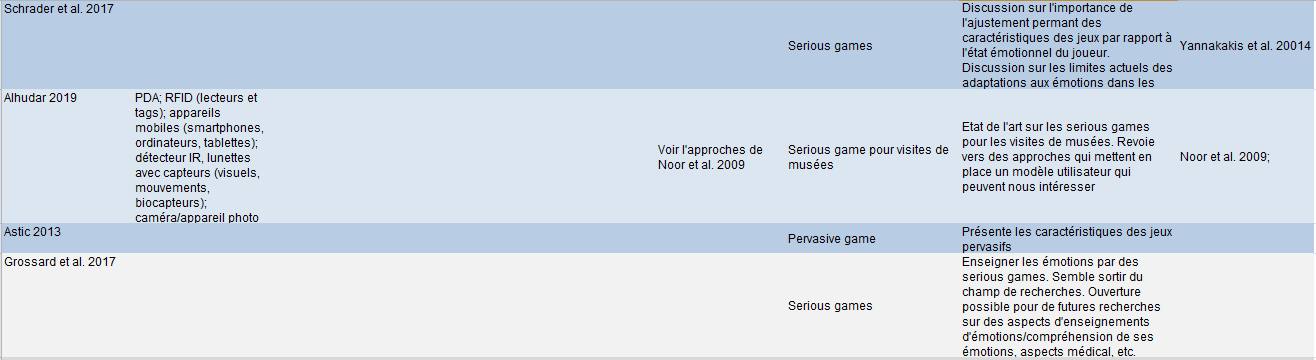 Schrader et al. 2017
Serious games
Discussion sur l'importance de
l'ajustement permant des
caractéristiques des jeux par rapport à
l'état émotionnel du joueur.
Discussion sur les limites actuels des
adaptations aux émotions dans les
Yannakakis et al. 20014
Alhudar 2019
PDA; RFID (lecteurs et
tags); appareils
mobiles (smartphones,
ordinateurs, tablettes);
détecteur IR, lunettes
avec capteurs (visuels,
mouvements,
biocapteurs);
caméra/appareil photo
Voir l'approches de
Noor et al. 2009
Serious game pour visites de
musées
Etat de l'art sur les serious games
pour les visites de musées. Revoie
vers des approches qui mettent en
place un modèle utilisateur qui
peuvent nous intéresser
Noor et al. 2009;
Astic 2013
Pervasive game
Présente les caractéristiques des jeux
pervasifs
Grossard et al. 2017
Serious games
Enseigner les émotions par des
serious games. Semble sortir du
champ de recherches. Ouverture
possible pour de futures recherches
sur des aspects d'enseignements
d'émotions/compréhension de ses
émotions, aspects médical, etc.